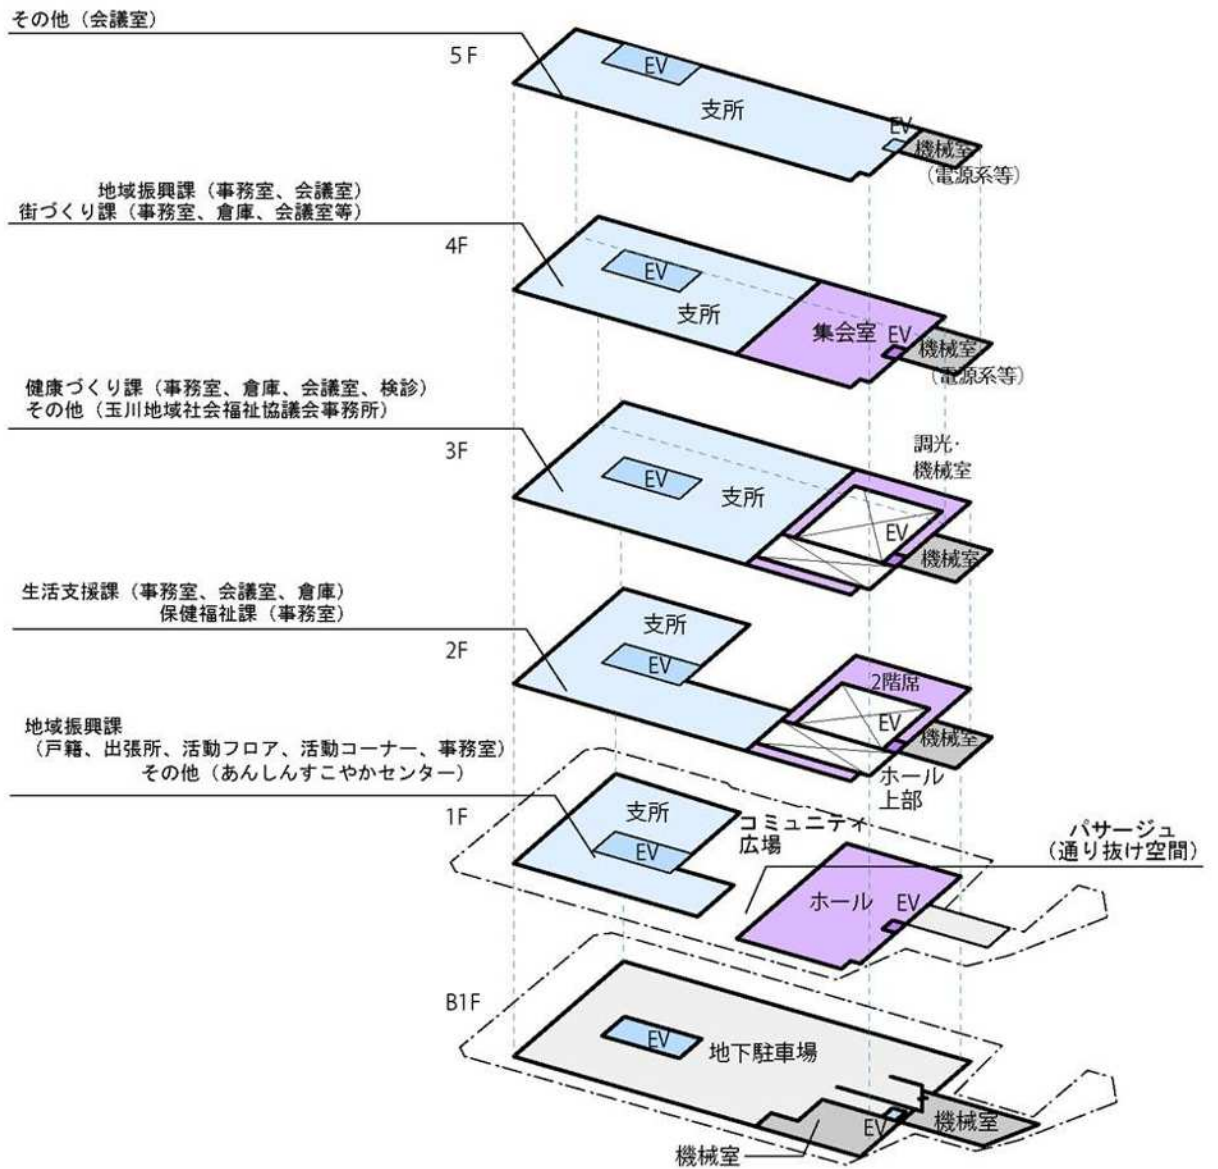 その他（会議室）
5F
EV
支所
EV
機械室
（電源系等）
地域振興課（事務室、会議室）
街づくり課（事務室、倉庫、会議室等）
4F
EV
支所
集会室
EV
機械室
（電源系等）
健康づくり課（事務室、倉庫、会議室、検診）
その他（玉川地域社会福祉協議会事務所）
3F
EV
支所
調光・
機械室
EV
機械室
生活支援課（事務室、会議室、倉庫）
保健福祉課（事務室）
2F
支所
EV
2階席
EV
機械室
ホール
上部
地域振興課
（戸籍、出張所、活動フロア、活動コーナー、事務室）
その他（あんしんすこやかセンター）
1F
支所
EV
コミュニティ
広場
パサージュ
（通り抜け空間）
ホール
EV
B1F
EV
地下駐車場
EV
機械室
機械室